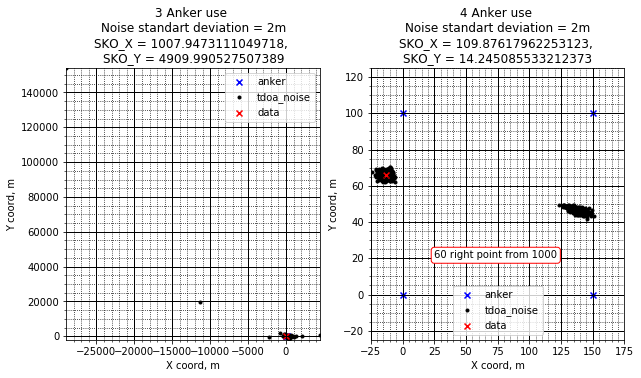 3 Anker use
Noise standart deviation = 2m
SKO_X = 1007.9473111049718,
SKO_Y = 4909.990527507389
anker
tdoa_noise
data
Y coord, m
140000
120000
100000
80000
60000
40000
20000
0
−25000
−20000
−15000
−10000
−5000
0
X coord, m
4 Anker use
Noise standart deviation = 2m
SKO_X = 109.87617962253123,
SKO_Y = 14.245085533212373
Y coord, m
120
100
80
60
40
20
0
−20
60 right point from 1000
anker
tdoa_noise
data
−25
0
25
50
75
100
125
150
175
X coord, m